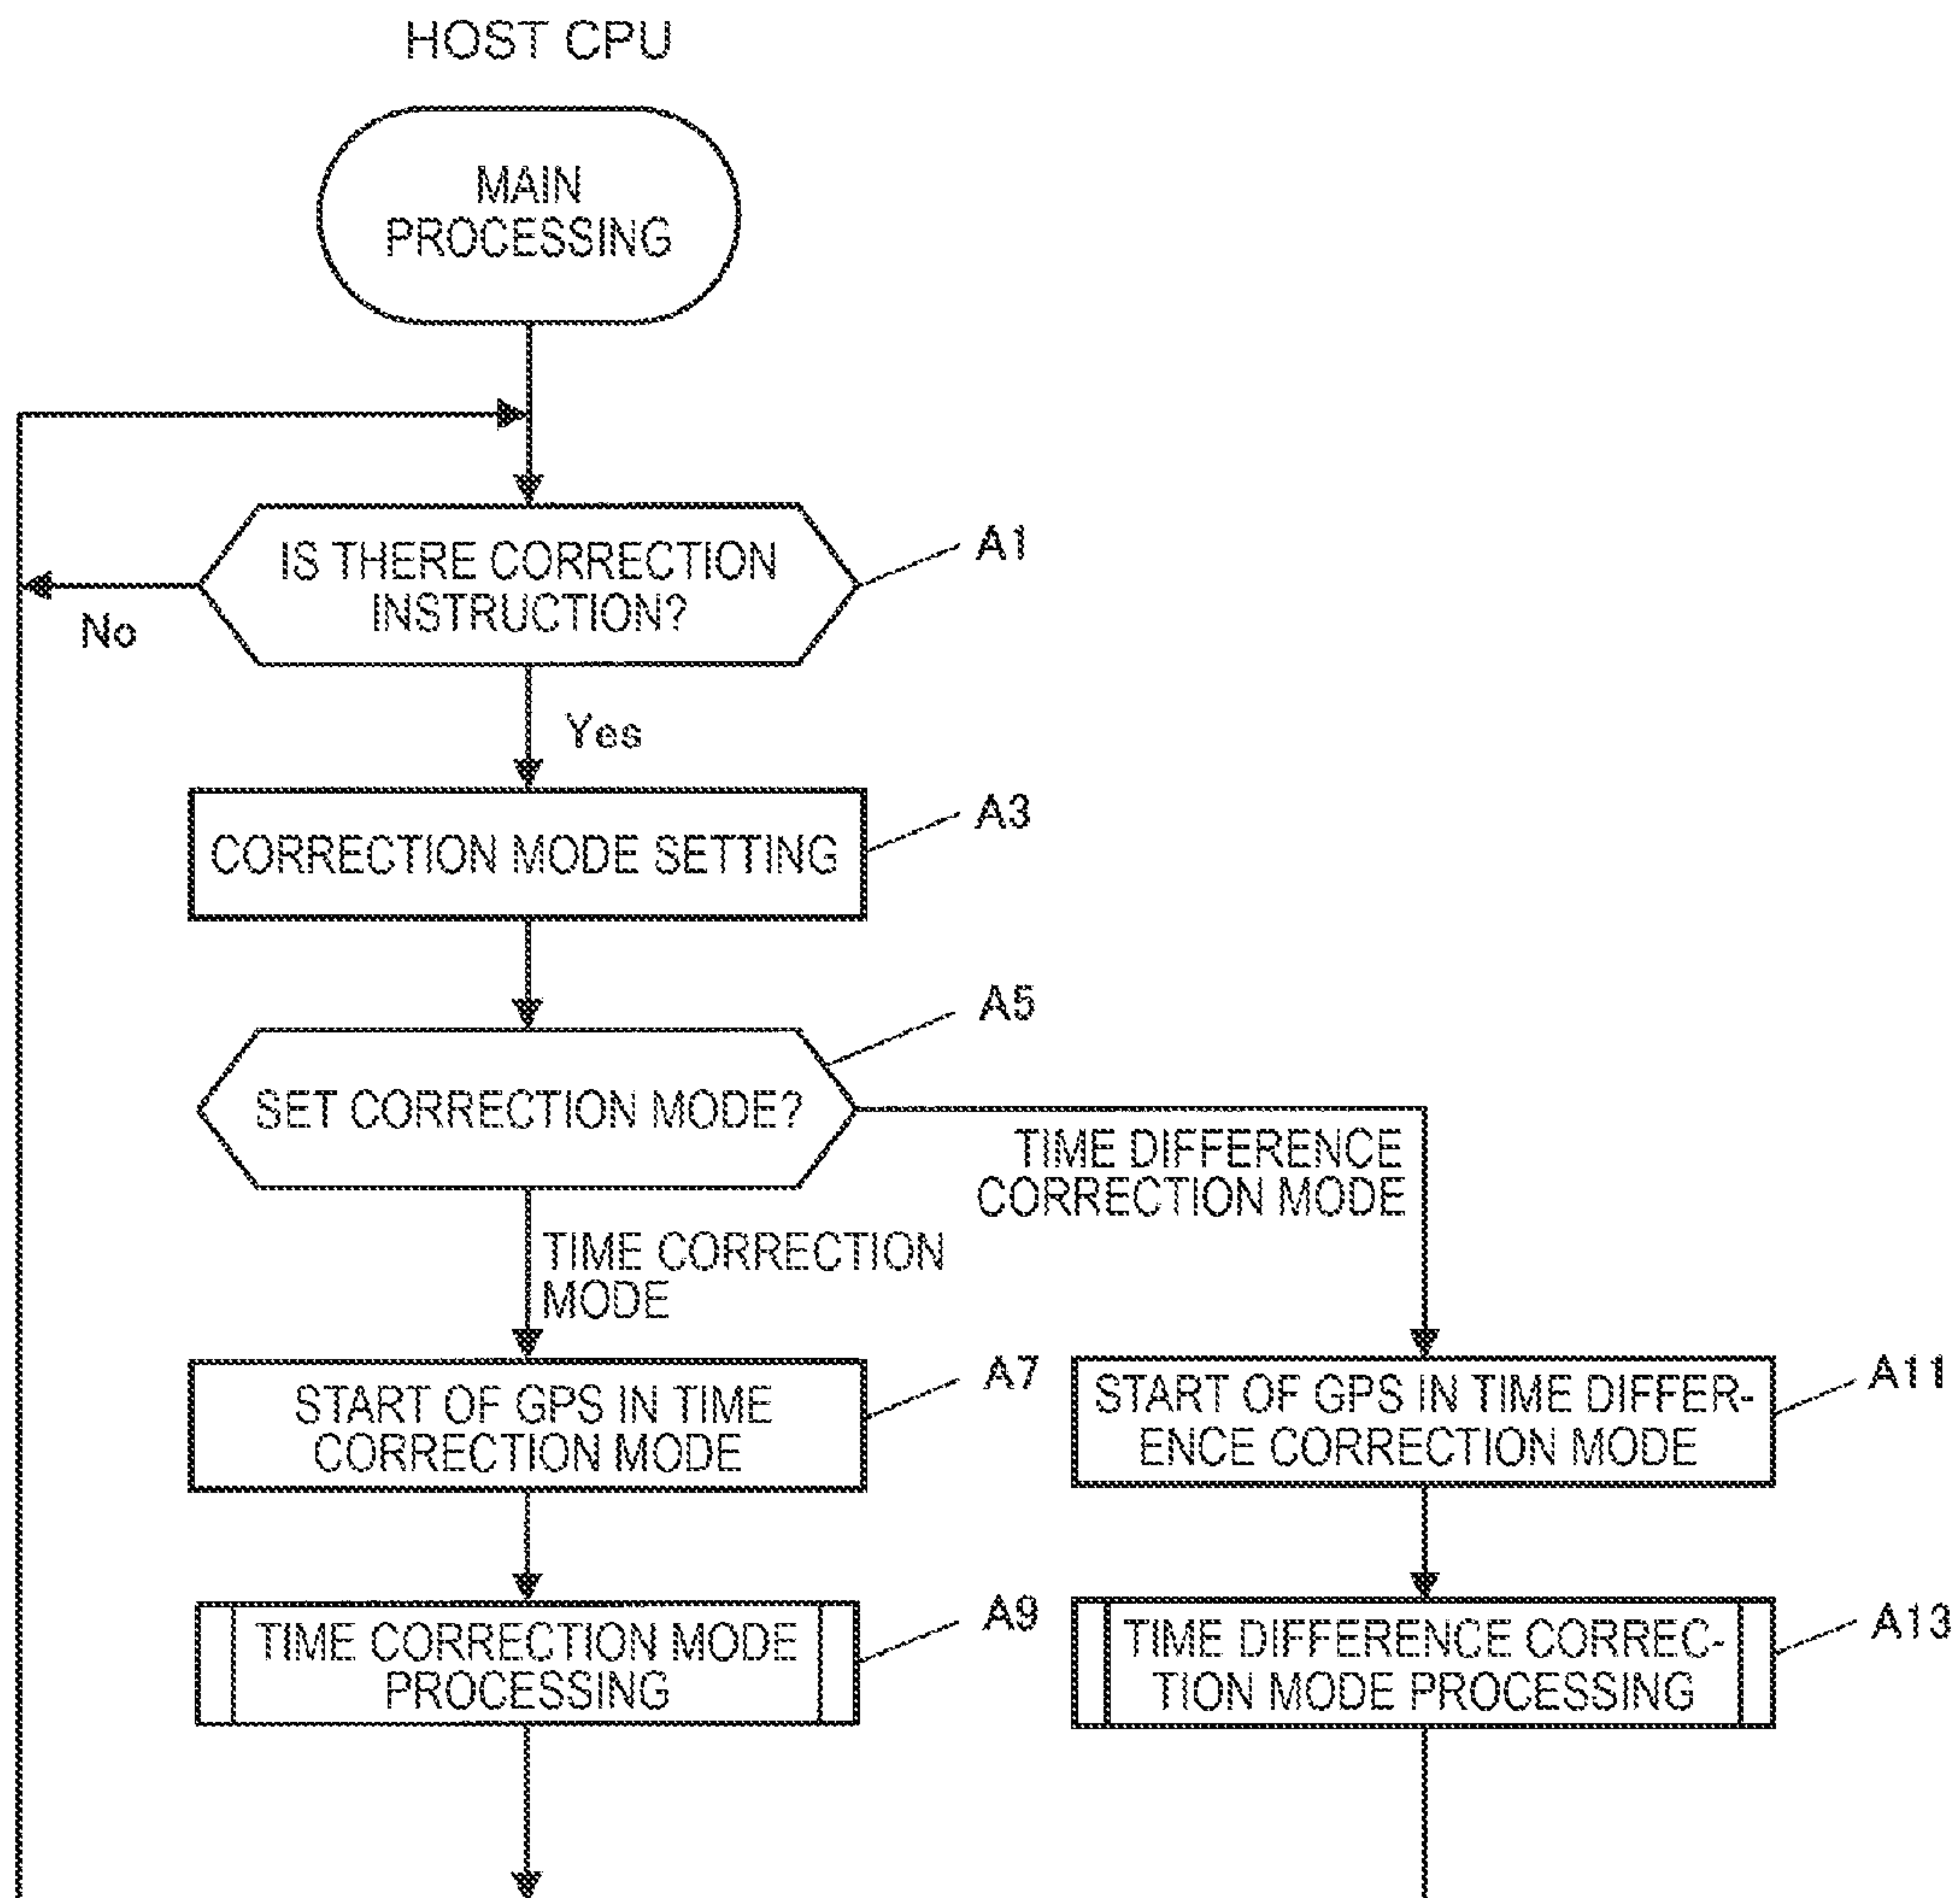 HOST CPU
MAIN
PROCESSING
IS THERE CORRECTION
INSTRUCTION?
A1
No
Yes
CORRECTION MODE SETTING
A3
A5
SET CORRECTION MODE?
TIME DIFFERENCE
CORRECTION MODE
TIME CORRECTION
MODE
START OF GPS IN TIME
CORRECTION MODE
A7
START OF GPS IN TIME DIFFER-
ENCE CORRECTION MODE
A11
TIME CORRECTION MODE
PROCESSING
A9
TIME DIFFERENCE CORREC-
TION MODE PROCESSING
A13